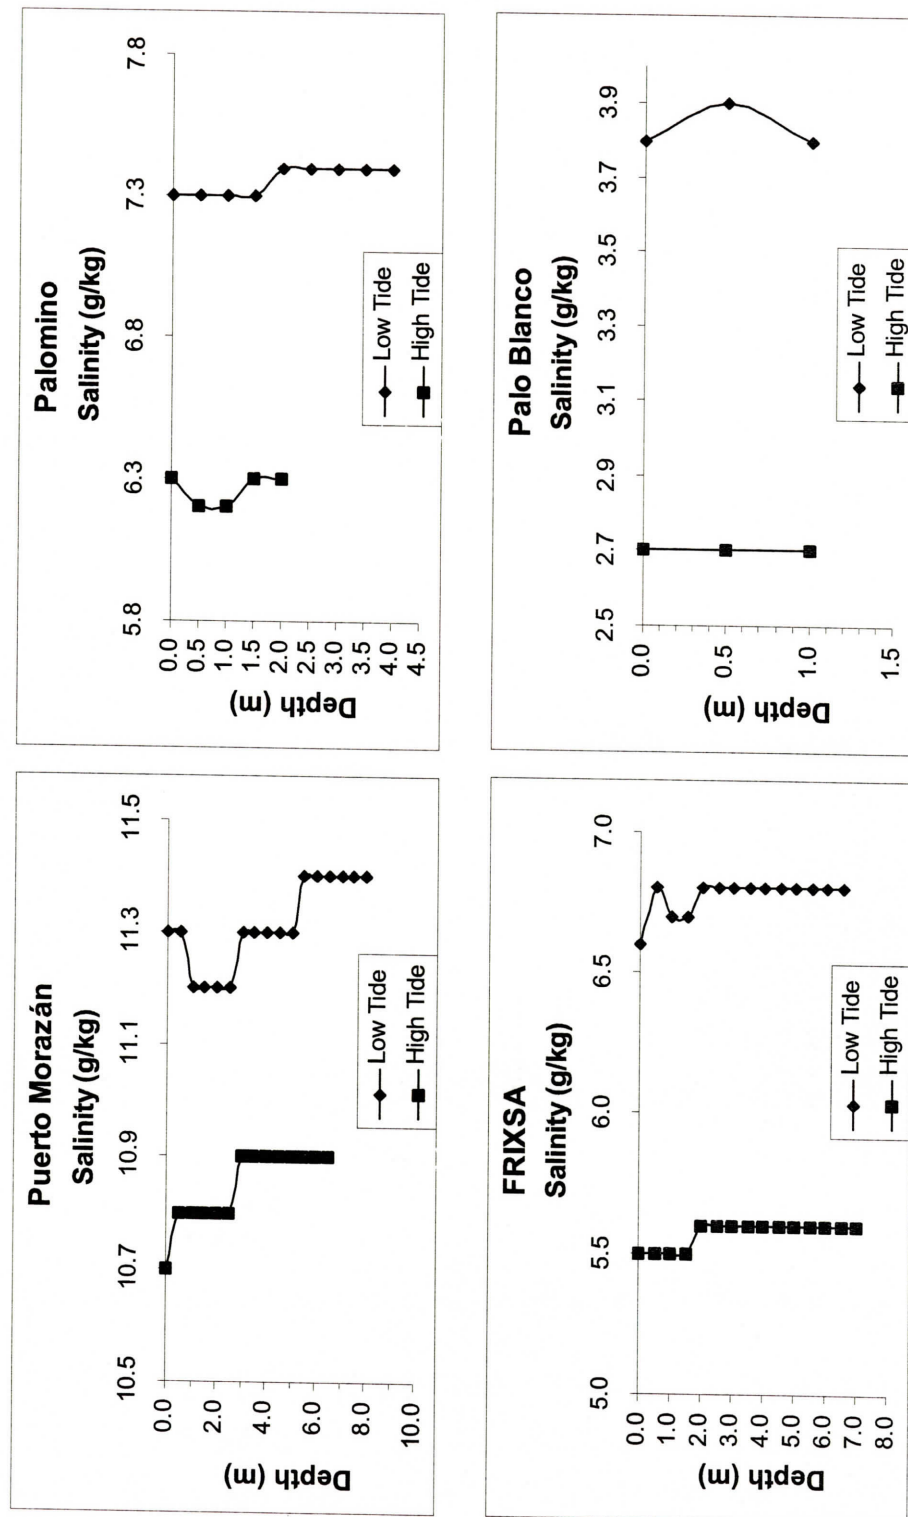 Puerto Morazán
Salinity (g/kg)
10.5 10.7 10.9 11.1 11.3 11.5
0.0
2.0
4.0
6.0
8.0
10.0
Depth (m)
Low Tide
High Tide
Palomino
Salinity (g/kg)
5.8 6.3 6.8 7.3 7.8
0.0
0.5
1.0
1.5
2.0
2.5
3.0
3.5
4.0
4.5
Depth (m)
Low Tide
High Tide
FRIXSA
Salinity (g/kg)
5.0 5.5 6.0 6.5 7.0
0.0
1.0
2.0
3.0
4.0
5.0
6.0
7.0
8.0
Depth (m)
Low Tide
High Tide
Palo Blanco
Salinity (g/kg)
2.5 2.7 2.9 3.1 3.3 3.5 3.7 3.9
0.0
0.5
1.0
1.5
Depth (m)
Low Tide
High Tide